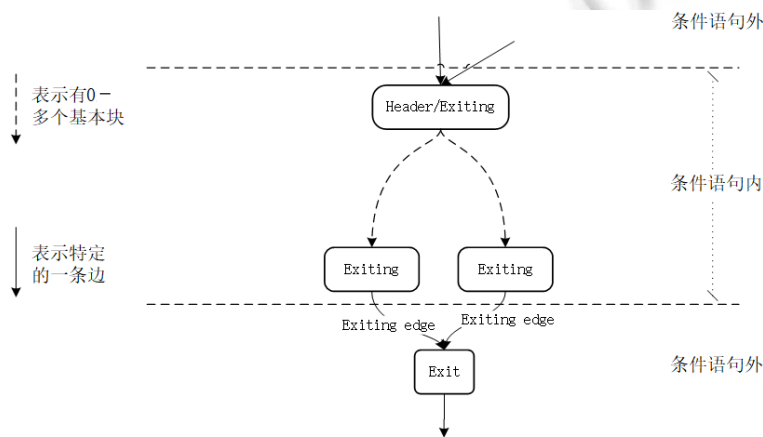 条件语句外
表示有0－
多个基本块
Header/Exiting
条件语句内
表示特定
的一条边
Exiting
Exiting
Exiting edge
Exiting edge
Exit
条件语句外